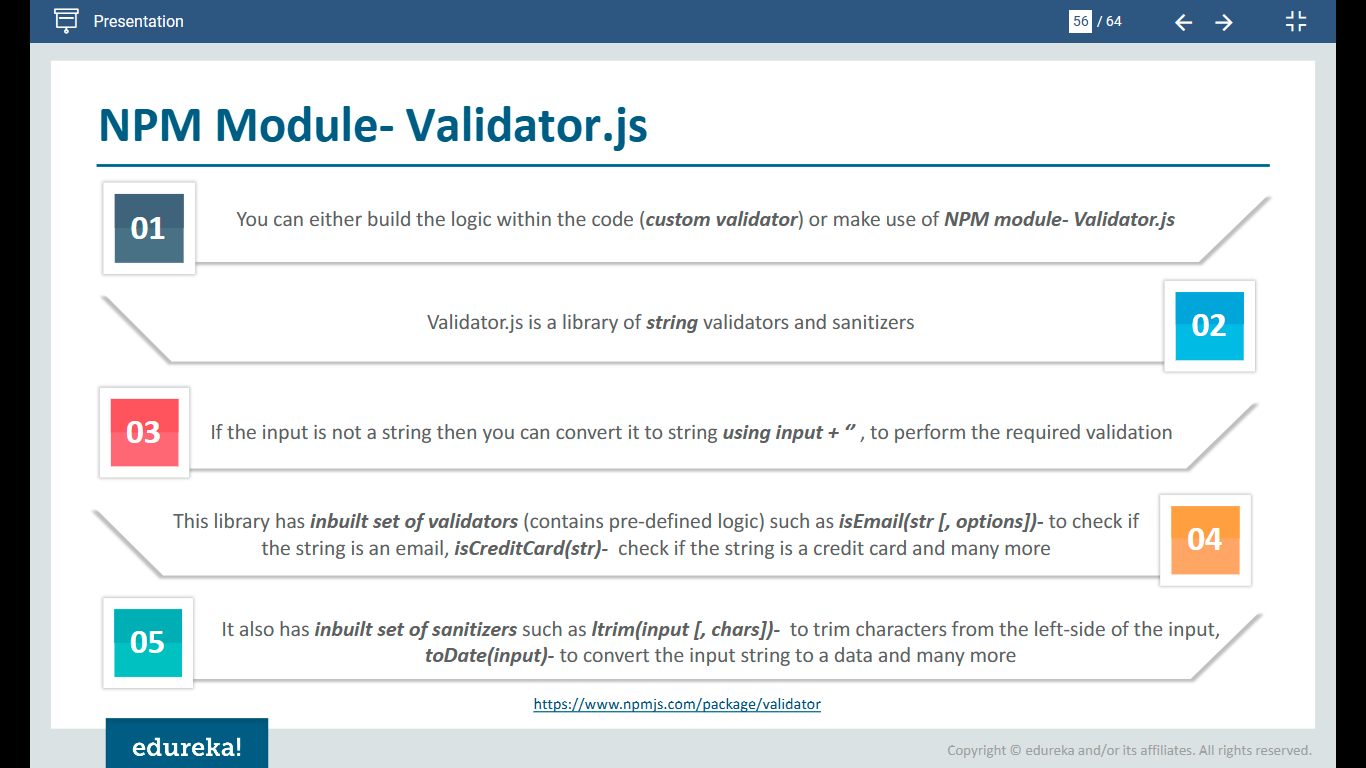 Presentation
56 / 64
NPM Module- Validator.js
01
You can either build the logic within the code (custom validator) or make use of NPM module- Validator.js
Validator.js is a library of string validators and sanitizers
02
03
If the input is not a string then you can convert it to string using input + ‘’ , to perform the required validation
This library has inbuilt set of validators (contains pre-defined logic) such as isEmail(str [, options])- to check if
the string is an email, isCreditCard(str)- check if the string is a credit card and many more
04
05
It also has inbuilt set of sanitizers such as ltrim(input [, chars])- to trim characters from the left-side of the input,
toDate(input)- to convert the input string to a data and many more
https://www.npmjs.com/package/validator
edureka!
Copyright © edureka and/or its affiliates. All rights reserved.